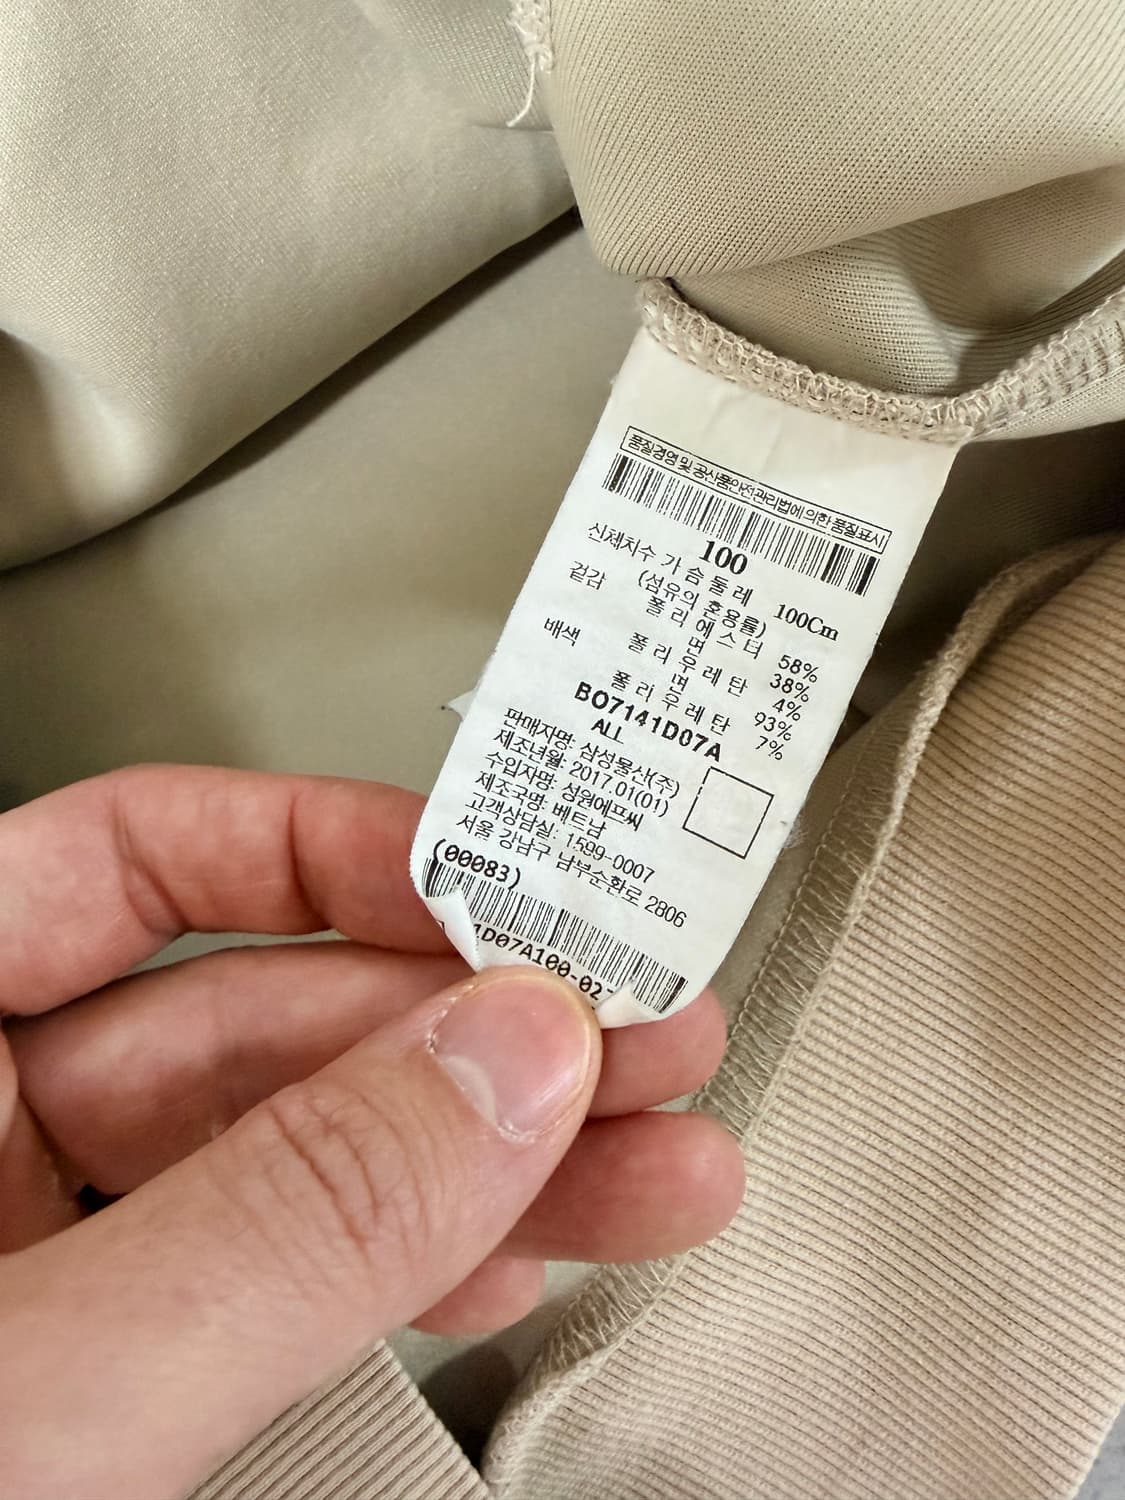 품질경영 및 공산품안전관리법에 의한 품질표시
100
신체치수 가 슴 둘 레 100Cm
(섬유의 혼용률)
겉감 폴 리 에 스 터 58%
면 38%
폴 리 우 레 탄 4%
배색 면 93%
폴 리 우 레 탄 7%
BO7141D07A
ALL
판매자명: 삼성물산(주)
제조년월: 2017.01(01)
수입자명: 성원에프씨
제조국명: 베트남
고객상담실: 1599-0007
서울 강남구 남부순환로 2806
(00083)
1D07A100-02-